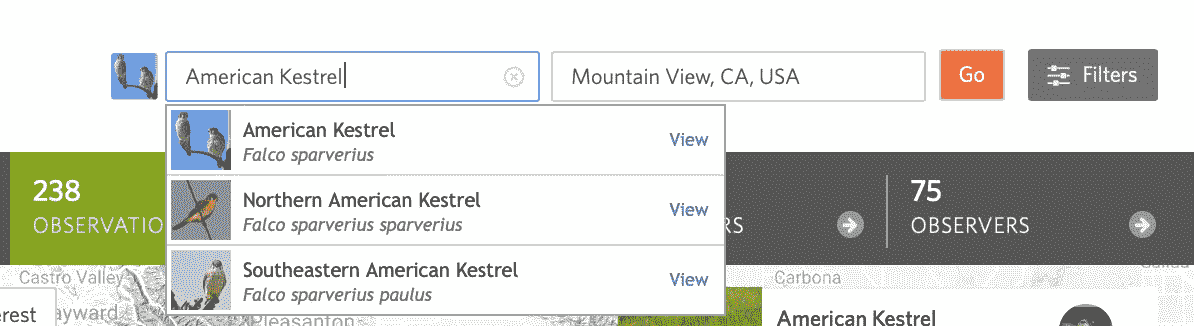 American Kestrel
Mountain View, CA, USA
Go
Filters
American Kestrel
Falco sparverius
View
Northern American Kestrel
Falco sparverius sparverius
View
Southeastern American Kestrel
Falco sparverius paulus
View
238
OBSERVATIO
RS
75
OBSERVERS
Castro Valley
Carbona
erest
ayward
Pleasanton
American Kestrel